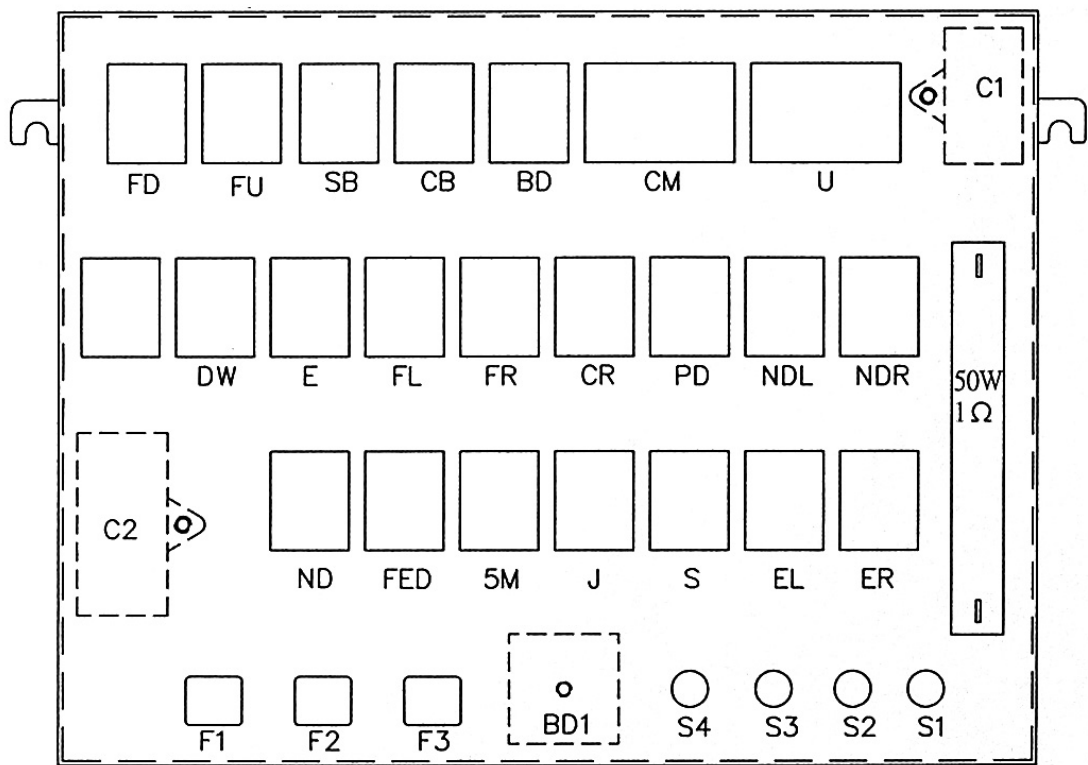 C1
FD FU SB CB BD CM U
DW E FL FR CR PD NDL NDR
50W
1Ω
C2
ND FED 5M J S EL ER
F1 F2 F3 BD1 S4 S3 S2 S1